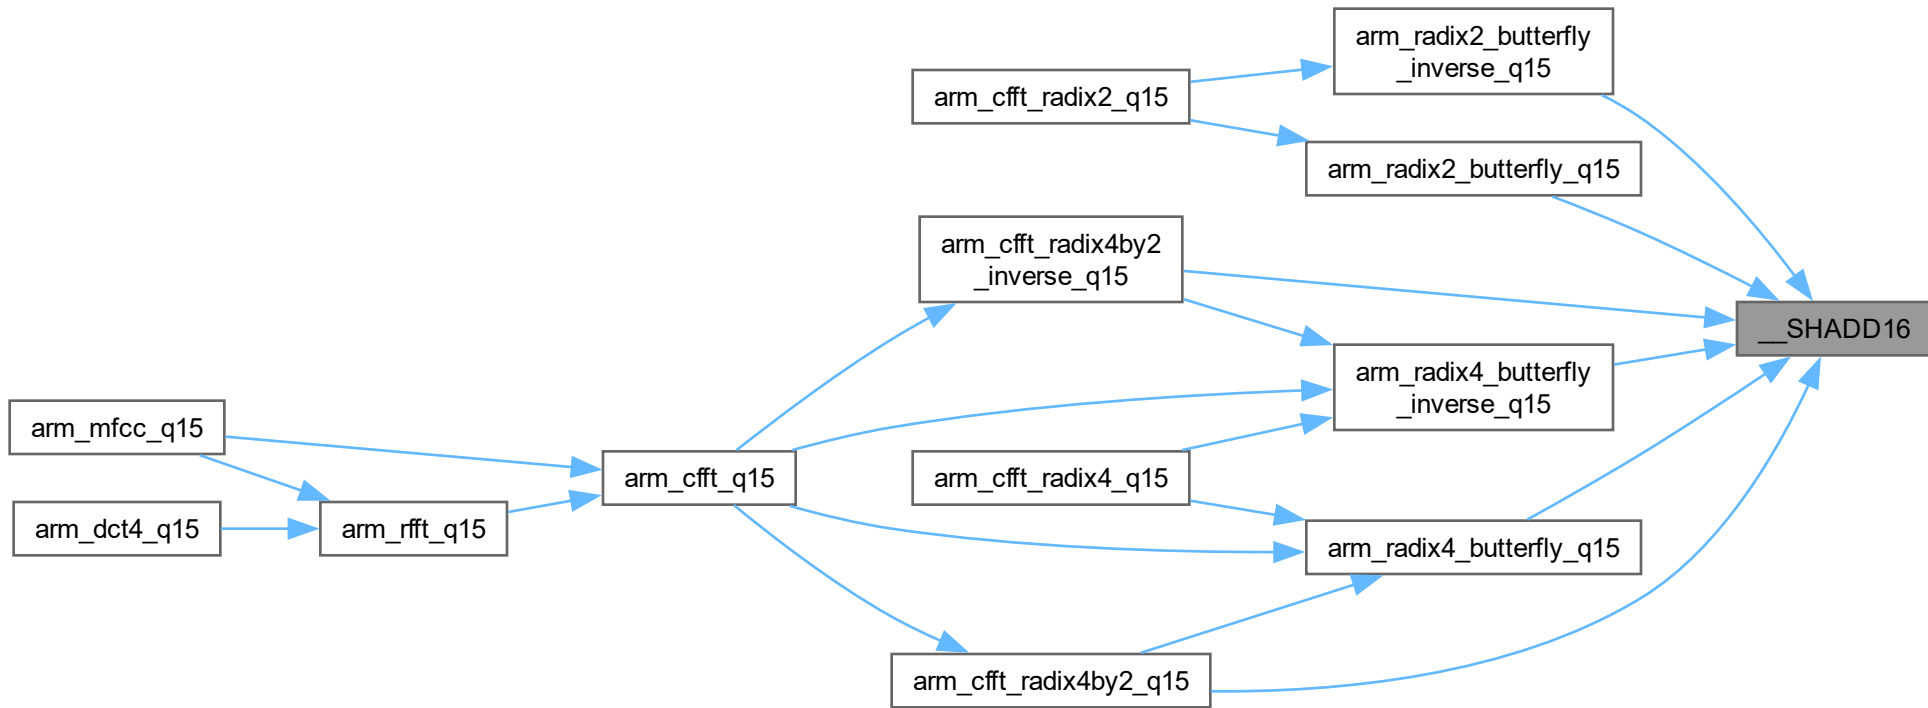 arm_radix2_butterfly
_inverse_q15
arm_cfft_radix2_q15
arm_radix2_butterfly_q15
arm_cfft_radix4by2
_inverse_q15
__SHADD16
arm_radix4_butterfly
_inverse_q15
arm_mfcc_q15
arm_cfft_q15
arm_cfft_radix4_q15
arm_dct4_q15
arm_rfft_q15
arm_radix4_butterfly_q15
arm_cfft_radix4by2_q15